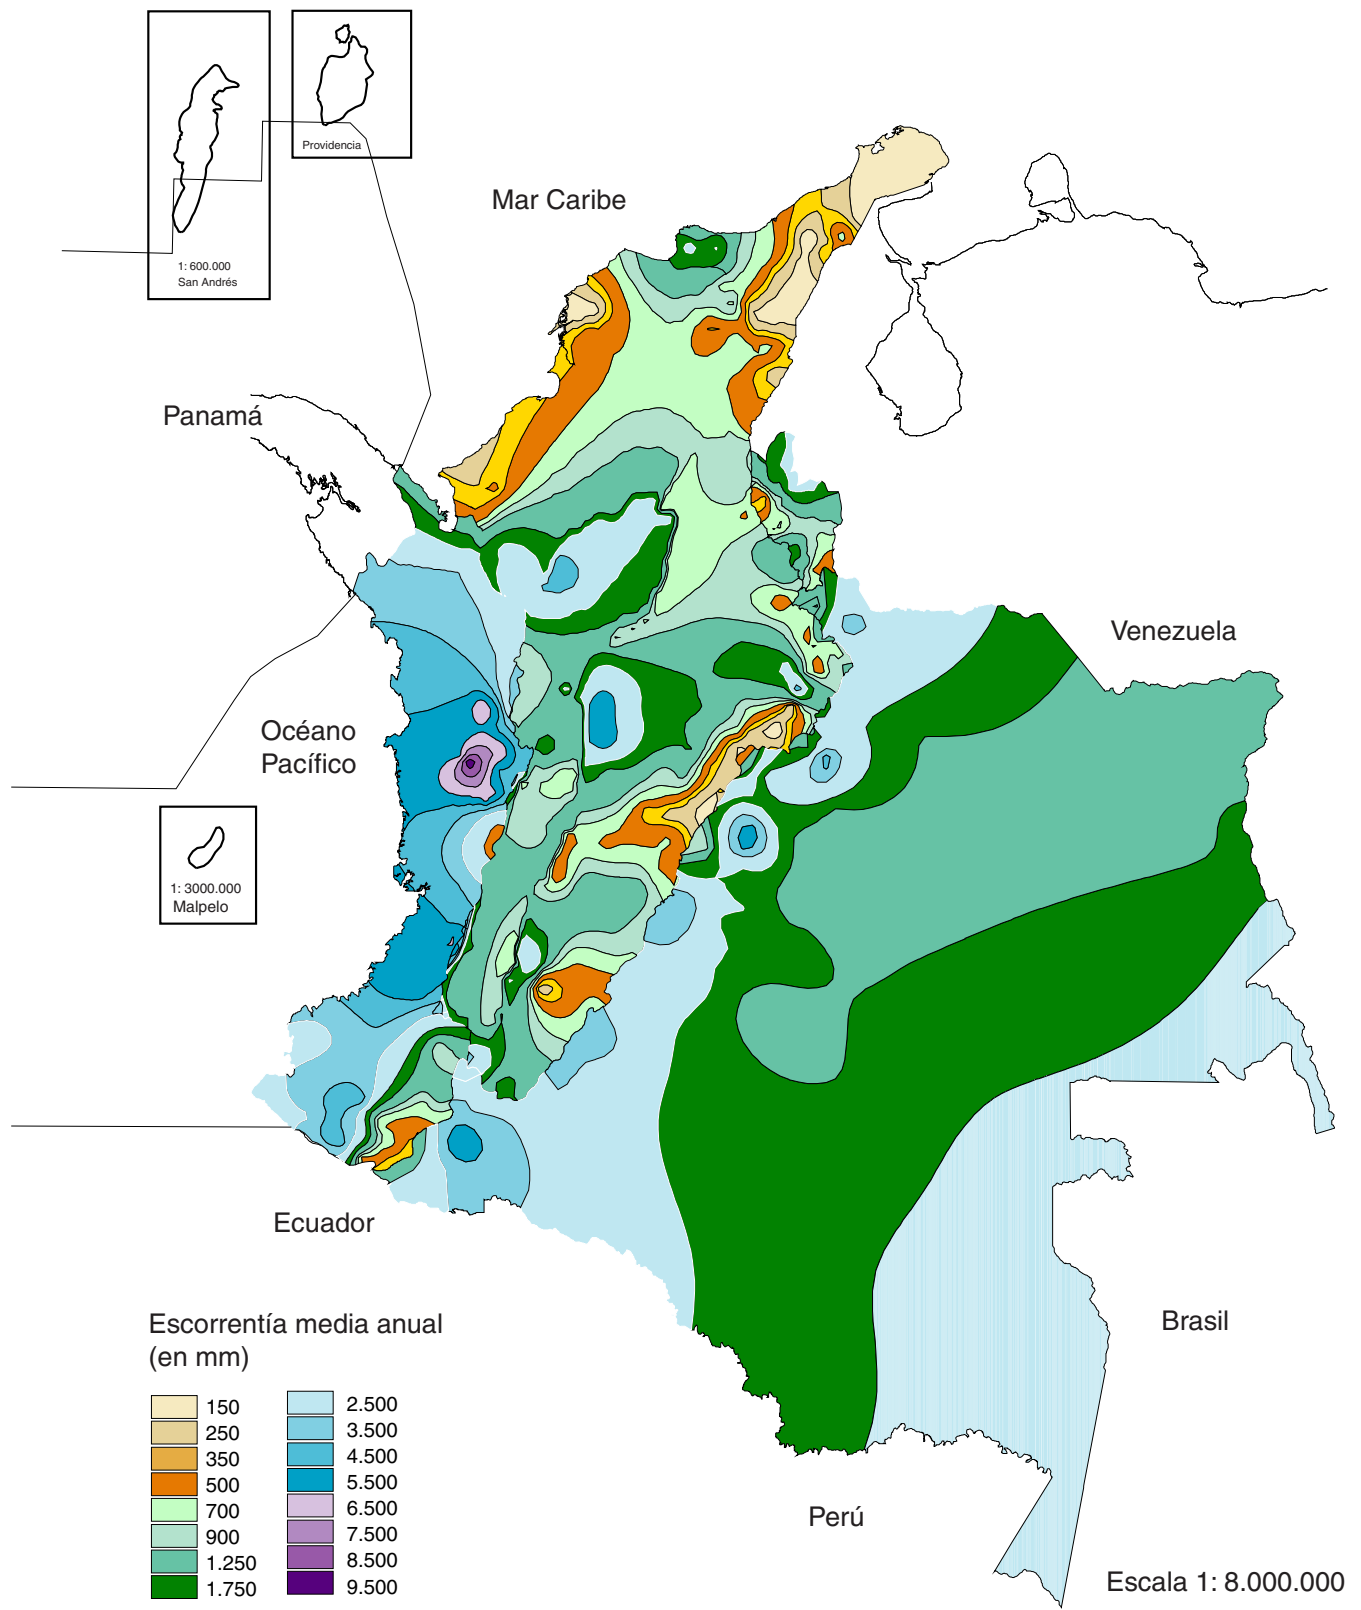 Providencia
1: 600.000
San Andrés
Mar Caribe
Panamá
Venezuela
Océano
Pacífico
1: 3000.000
Malpelo
Ecuador
Brasil
Perú
Escorrentía media anual
(en mm)
150
250
350
500
700
900
1.250
1.750
2.500
3.500
4.500
5.500
6.500
7.500
8.500
9.500
Escala 1: 8.000.000